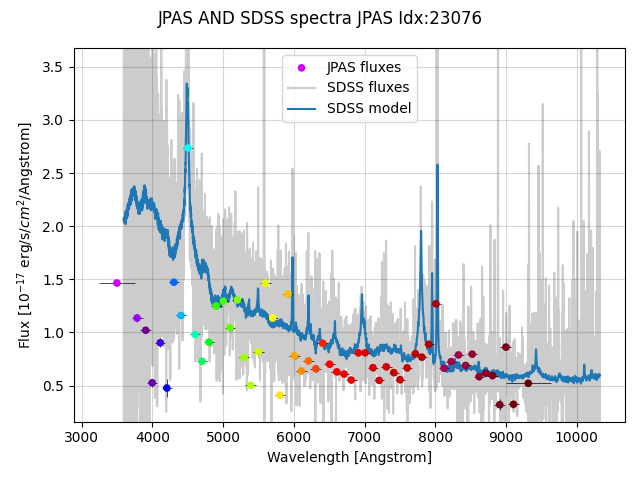 JPAS AND SDSS spectra JPAS Idx:23076
JPAS fluxes
SDSS fluxes
SDSS model
Flux [10⁻¹⁷ erg/s/cm²/Angstrom]
3.5
3.0
2.5
2.0
1.5
1.0
0.5
3000 4000 5000 6000 7000 8000 9000 10000
Wavelength [Angstrom]